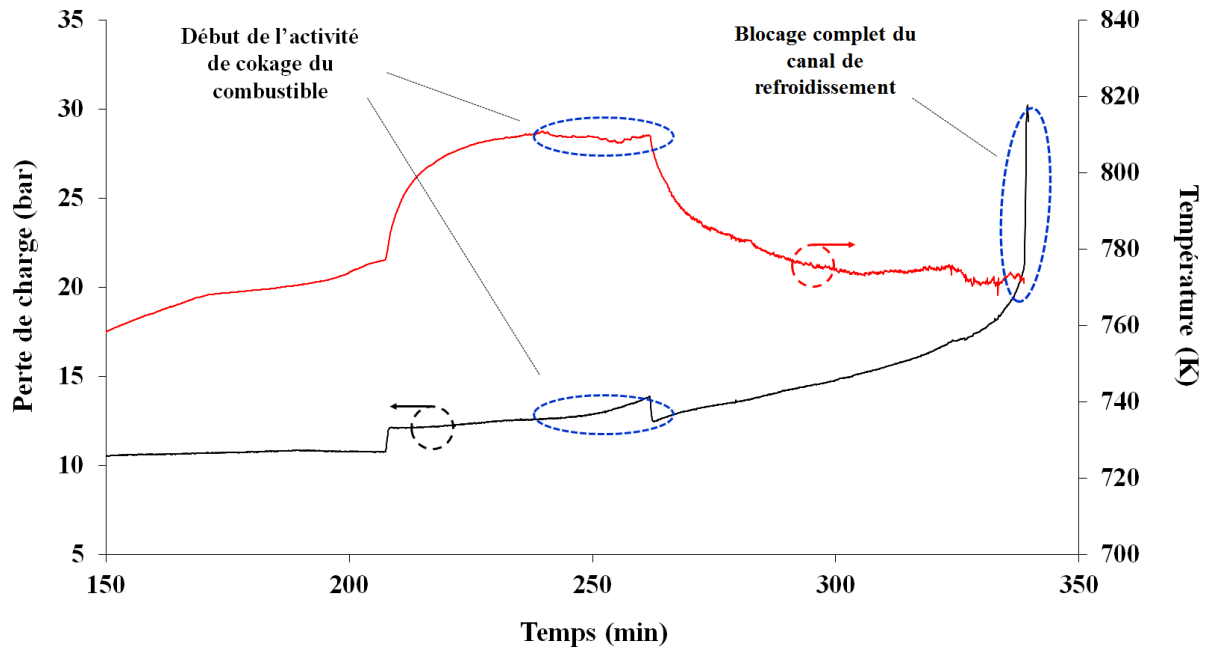 Début de l'activité
de cokage du
combustible
Blocage complet du
canal de
refroidissement
Perte de charge (bar)
35
30
25
20
15
10
5
840
820
800
780
760
740
720
700
Température (K)
150
200
250
300
350
Temps (min)